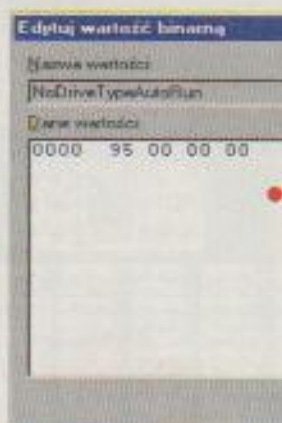 Edytuj wartość binarną
Nazwa wartości:
NoDriveTypeAutoRun
Dane wartości:
0000 95 00 00 00